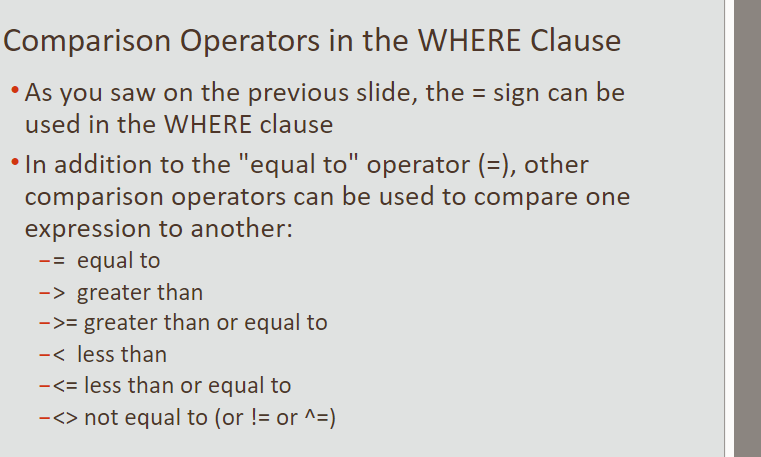 Comparison Operators in the WHERE Clause
•As you saw on the previous slide, the = sign can be
used in the WHERE clause
•In addition to the "equal to" operator (=), other
comparison operators can be used to compare one
expression to another:
–= equal to
–> greater than
–>= greater than or equal to
–< less than
–<= less than or equal to
–<> not equal to (or != or ^=)